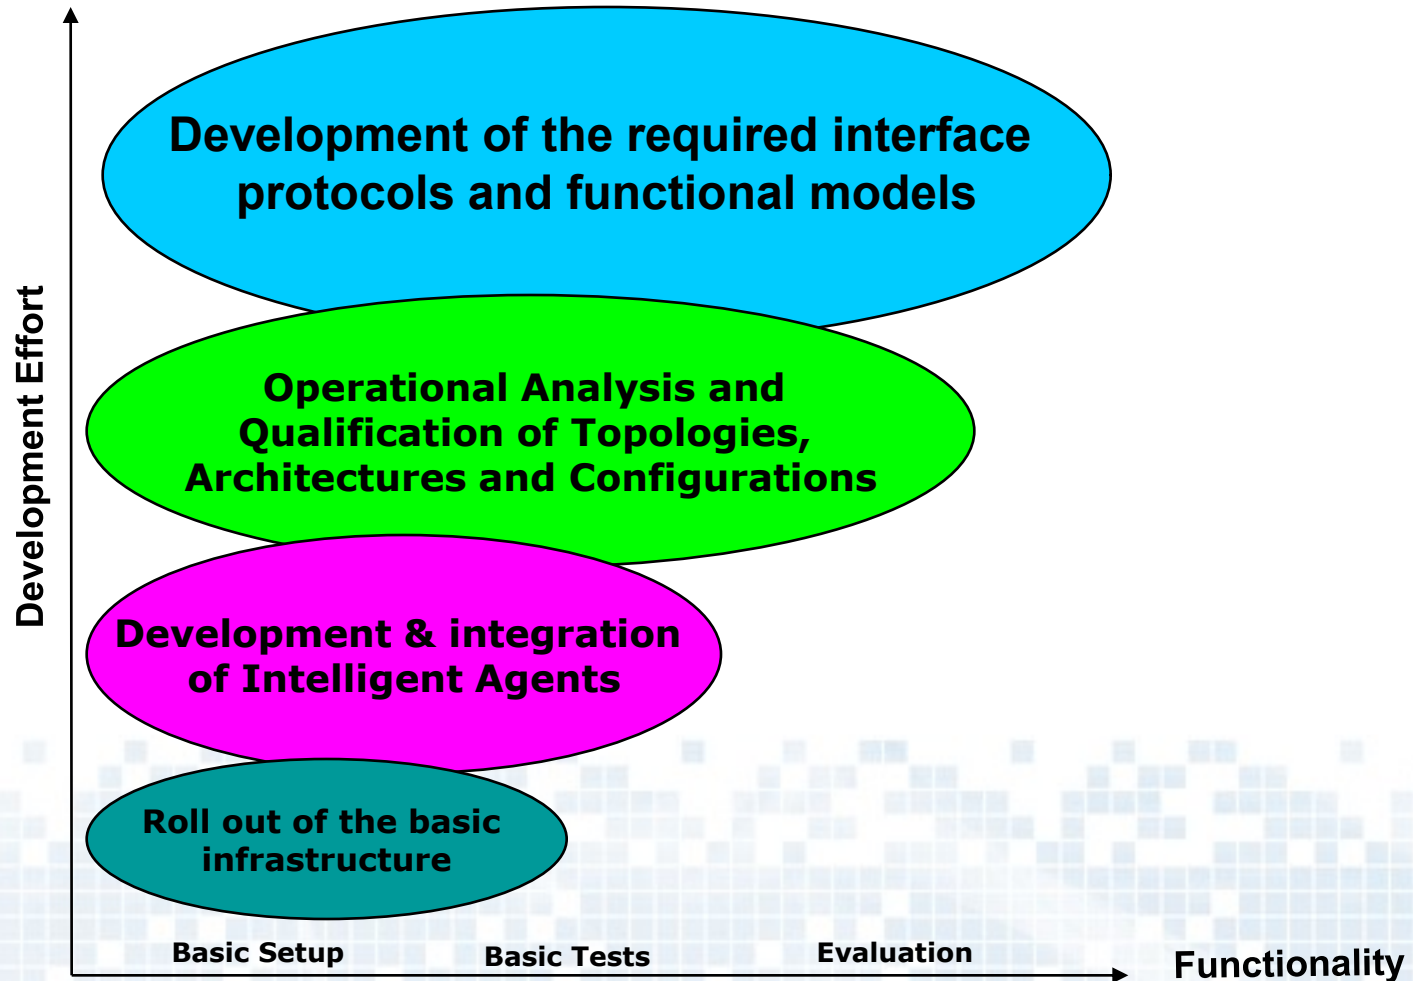 Development of the required interface
protocols and functional models
Development Effort
Operational Analysis and
Qualification of Topologies,
Architectures and Configurations
Development & integration
of Intelligent Agents
Roll out of the basic
infrastructure
Basic Setup
Basic Tests
Evaluation
Functionality